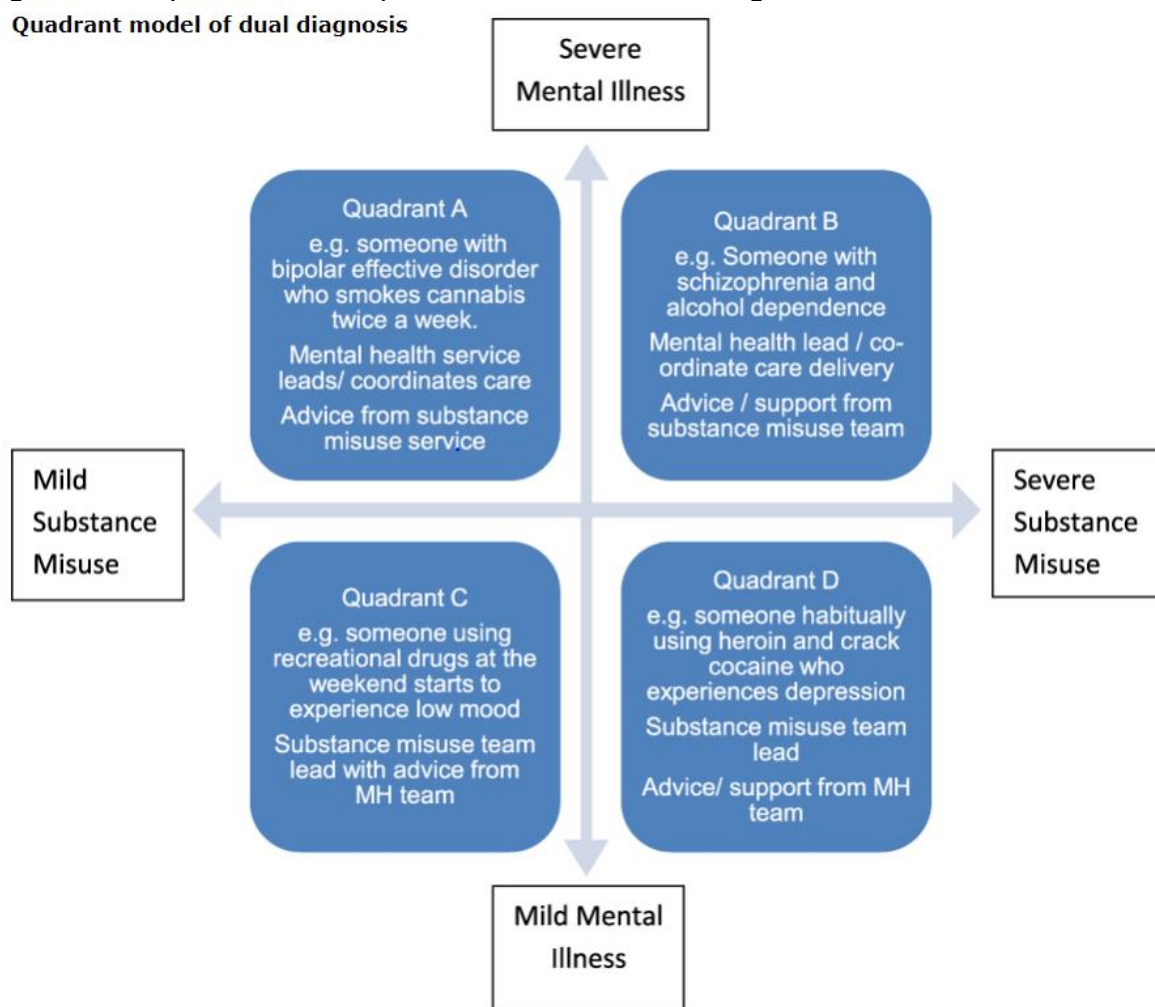 Quadrant model of dual diagnosis
Severe
Mental Illness
Quadrant A
e.g. someone with
bipolar effective disorder
who smokes cannabis
twice a week.
Mental health service
leads/ coordinates care
Advice from substance
misuse service
Quadrant B
e.g. Someone with
schizophrenia and
alcohol dependence
Mental health lead / co-
ordinate care delivery
Advice / support from
substance misuse team
Mild
Substance
Misuse
Severe
Substance
Misuse
Quadrant C
e.g. someone using
recreational drugs at the
weekend starts to
experience low mood
Substance misuse team
lead with advice from
MH team
Quadrant D
e.g. someone habitually
using heroin and crack
cocaine who
experiences depression
Substance misuse team
lead
Advice/ support from MH
team
Mild Mental
Illness